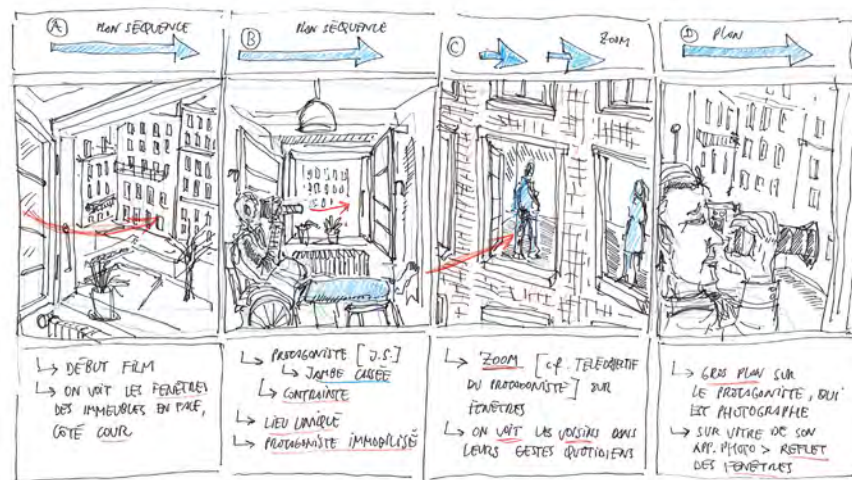 A PLAN SÉQUENCE
B PLAN SÉQUENCE
C ZOOM
D PLAN
↳ DÉBUT FILM
↳ ON VOIT LES FENÊTRES
DES IMMEUBLES EN FACE,
CÔTÉ COUR
↳ PROTAGONISTE [J.S.]
↳ JAMBE CASSÉE
↳ CONTRAINTE
↳ LIEU UNIQUE
↳ PROTAGONISTE IMMOBILISÉ
↳ ZOOM [cf. TÉLÉOBJECTIF
DU PROTAGONISTE] SUR
FENÊTRES
↳ ON VOIT LES VOISINS DANS
LEURS GESTES QUOTIDIENS
↳ GROS PLAN SUR
LE PROTAGONISTE, QUI
EST PHOTOGRAPHE
↳ SUR VITRE DE SON
APP. PHOTO > REFLET
DES FENÊTRES